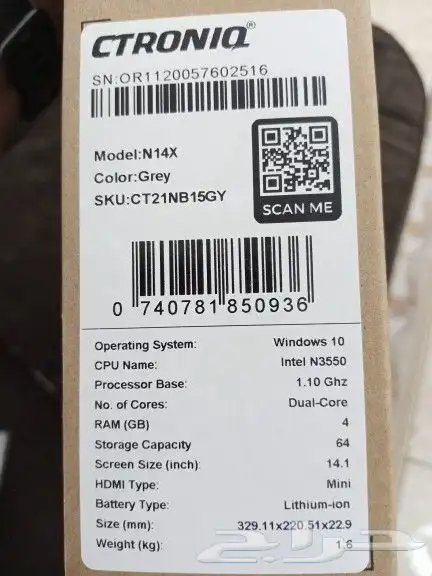 CTRONIQ®
SN:OR1120057602516
Model:N14X
Color:Grey
SKU:CT21NB15GY
SCAN ME
0 740781 850936
Operating System: Windows 10
CPU Name: Intel N3550
Processor Base: 1.10 Ghz
No. of Cores: Dual-Core
RAM (GB) 4
Storage Capacity 64
Screen Size (inch): 14.1
HDMI Type: Mini
Battery Type: Lithium-ion
Size (mm): 329.11x220.51x22.9
Weight (kg): 1.6
حراج